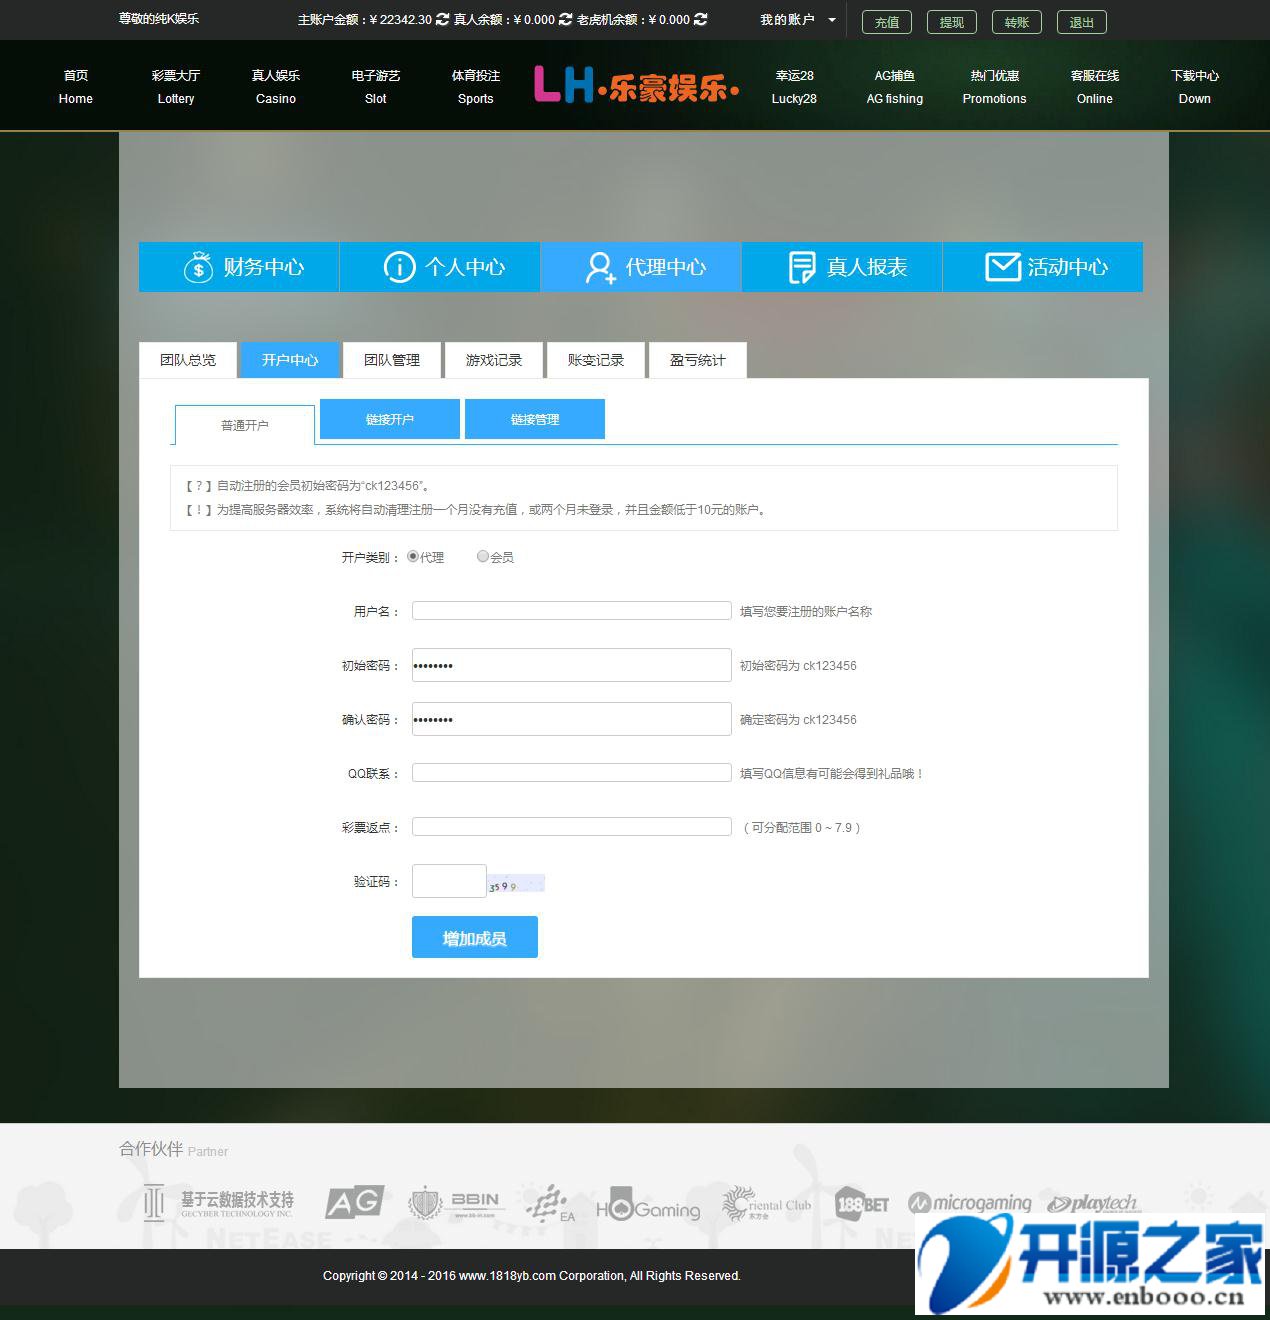 尊敬的纯K娱乐 主账户金额：¥ 22342.30 真人余额：¥ 0.000 老虎机余额：¥ 0.000 我的账户 充值 提现 转账 退出
首页 彩票大厅 真人娱乐 电子游艺 体育投注 LH·乐豪娱乐· 幸运28 AG捕鱼 热门优惠 客服在线 下载中心
Home Lottery Casino Slot Sports Lucky28 AG fishing Promotions Online Down
财务中心 个人中心 代理中心 真人报表 活动中心
团队总览 开户中心 团队管理 游戏记录 账变记录 盈亏统计
普通开户 链接开户 链接管理
【？】自动注册的会员初始密码为“ck123456”。
【！】为提高服务器效率，系统将自动清理注册一个月没有充值，或两个月未登录，并且金额低于10元的账户。
开户类别： 代理 会员
用户名： 填写您要注册的账户名称
初始密码： •••••••• 初始密码为 ck123456
确认密码： •••••••• 确定密码为 ck123456
QQ联系： 填写QQ信息有可能会得到礼品哦！
彩票返点： （可分配范围 0 ~ 7.9）
验证码： 3599
增加成员
合作伙伴 Partner
基于云数据技术支持 AG BBIN EA HOGaming Oriental Club 188BET microgaming playtech
GECYBER TECHNOLOGY INC. www.bb-in.com 东方会
NETEASE NE
Copyright © 2014 - 2016 www.1818yb.com Corporation, All Rights Reserved.
开源之家
www.enbooo.cn